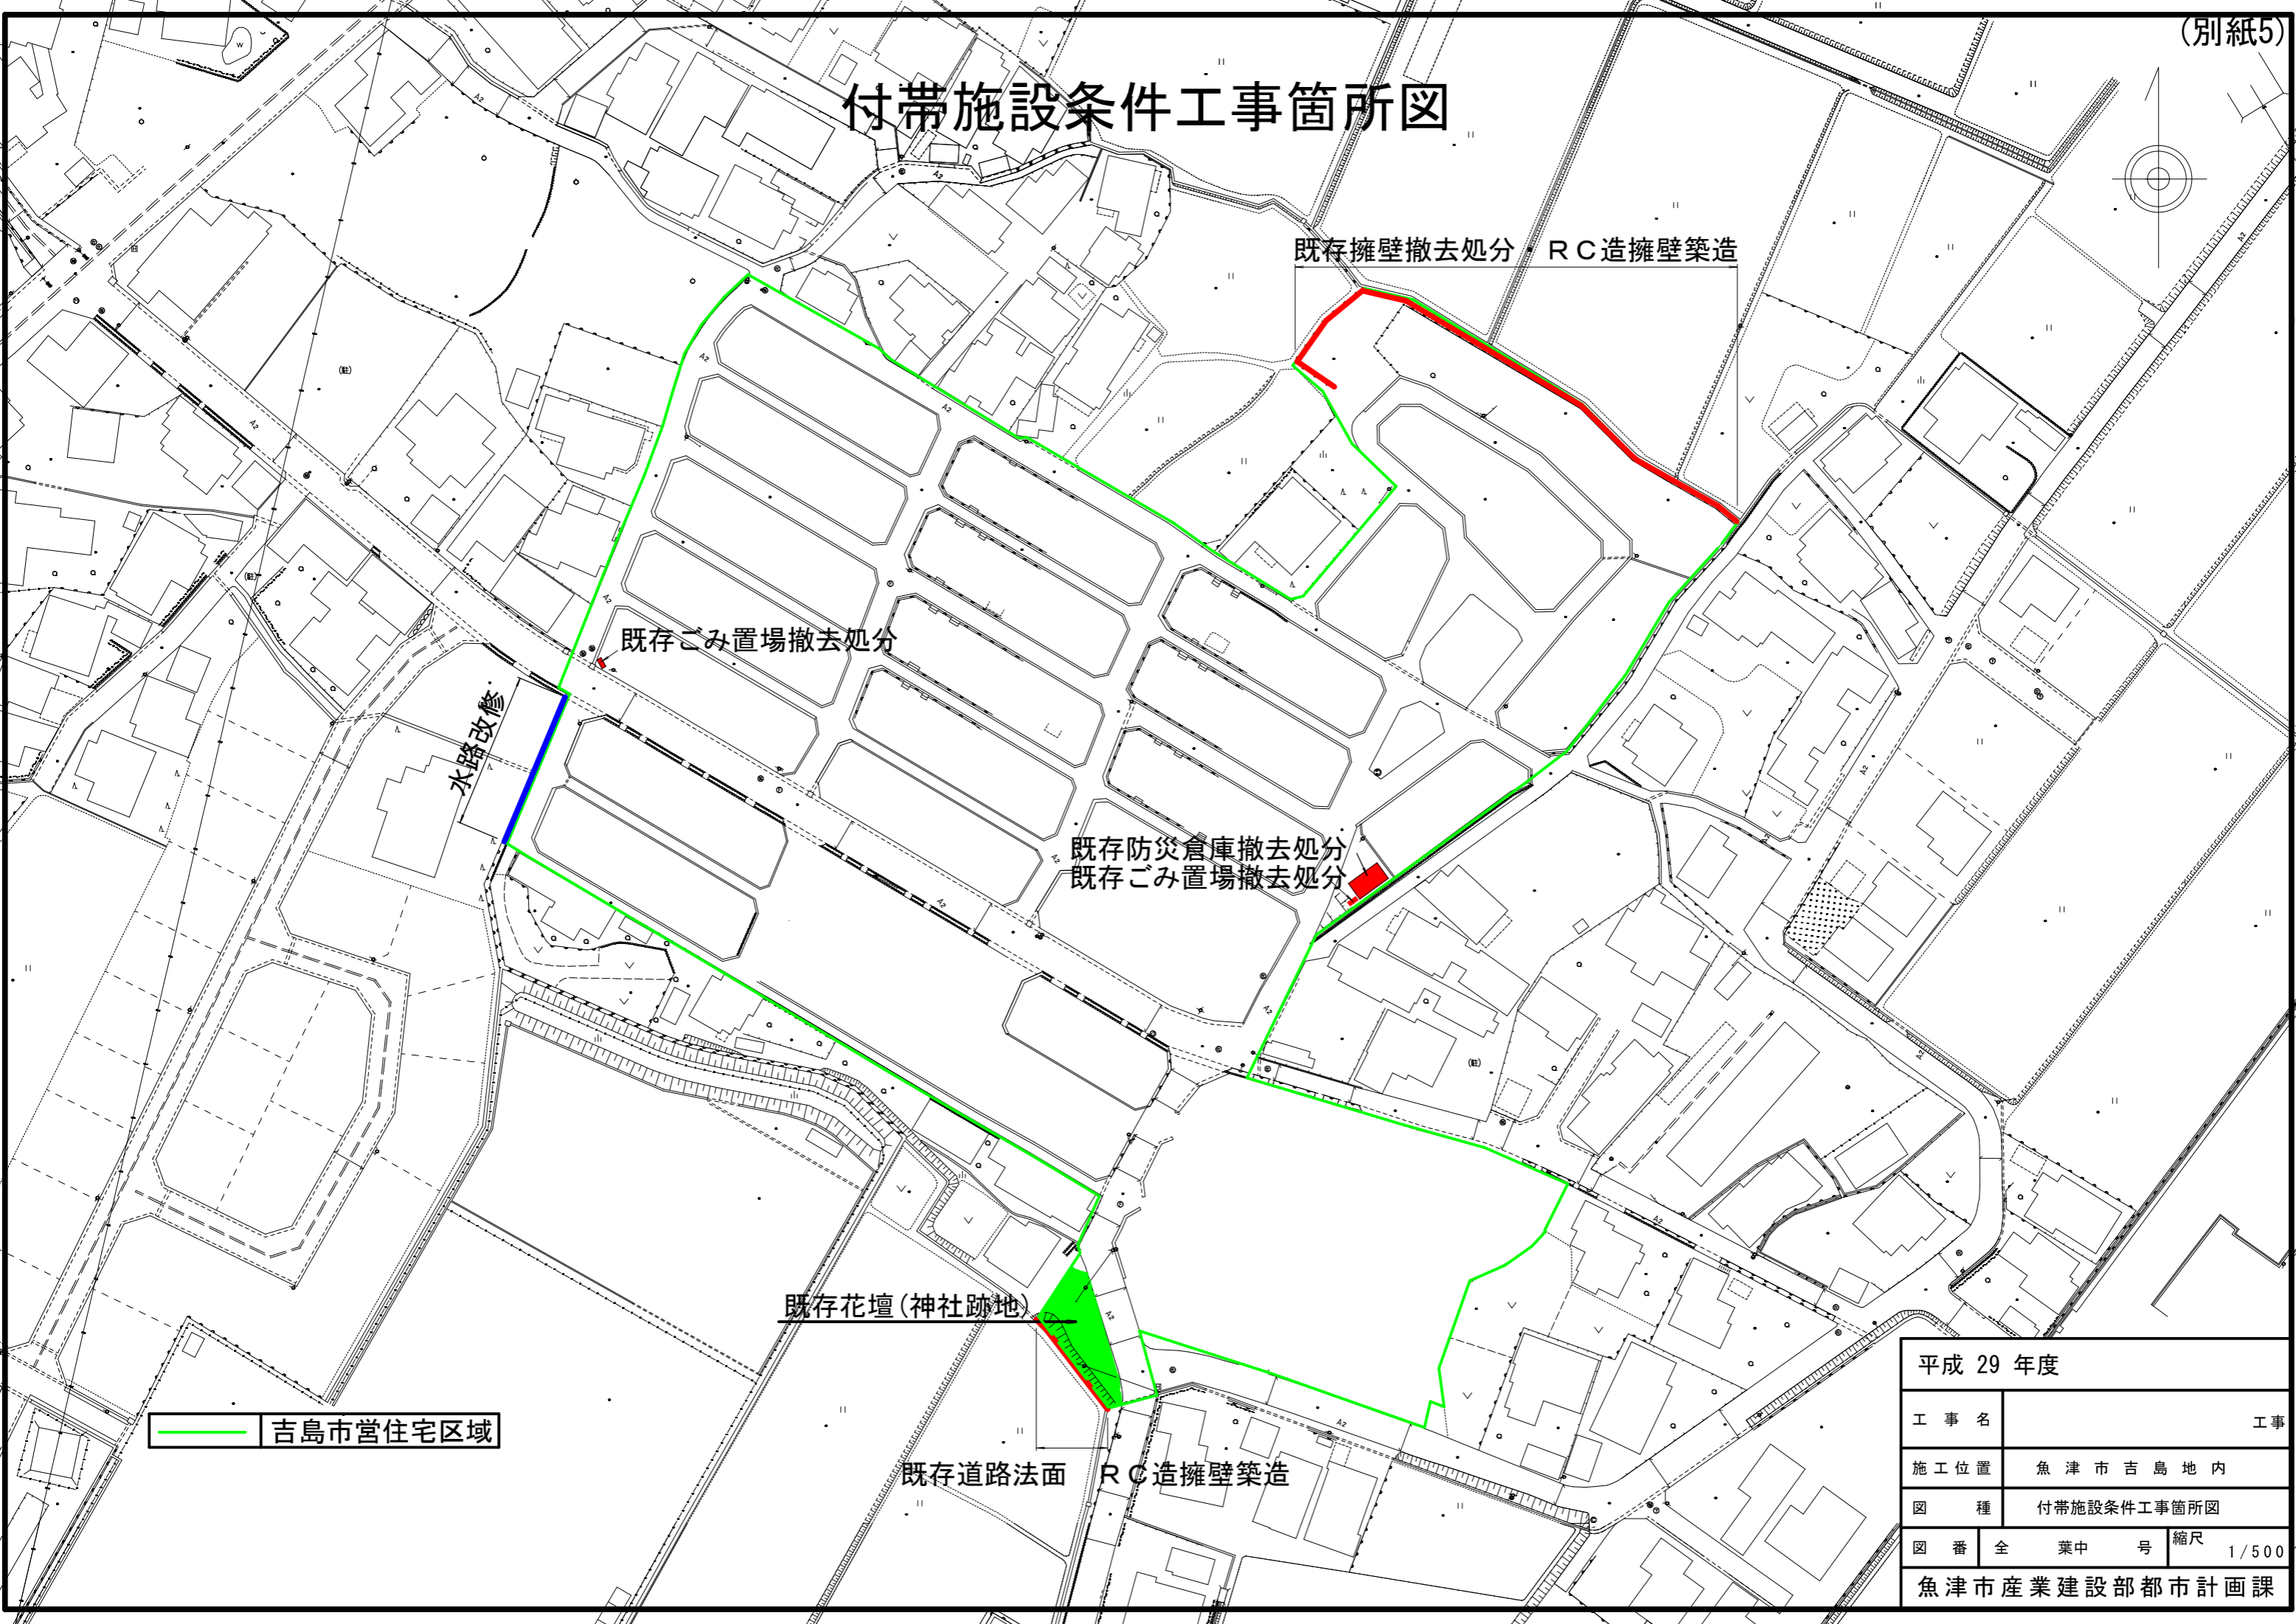 (別紙5)
付帯施設条件工事箇所図
既存擁壁撤去処分・ＲＣ造擁壁築造
既存ごみ置場撤去処分
水路改修
既存防災倉庫撤去処分
既存ごみ置場撤去処分
既存花壇(神社跡地)
既存道路法面　ＲＣ造擁壁築造
吉島市営住宅区域
平成 29 年度
工事名 工事
施工位置 魚津市吉島地内
図種 付帯施設条件工事箇所図
図番 全 葉中 号 縮尺 1/500
魚津市産業建設部都市計画課